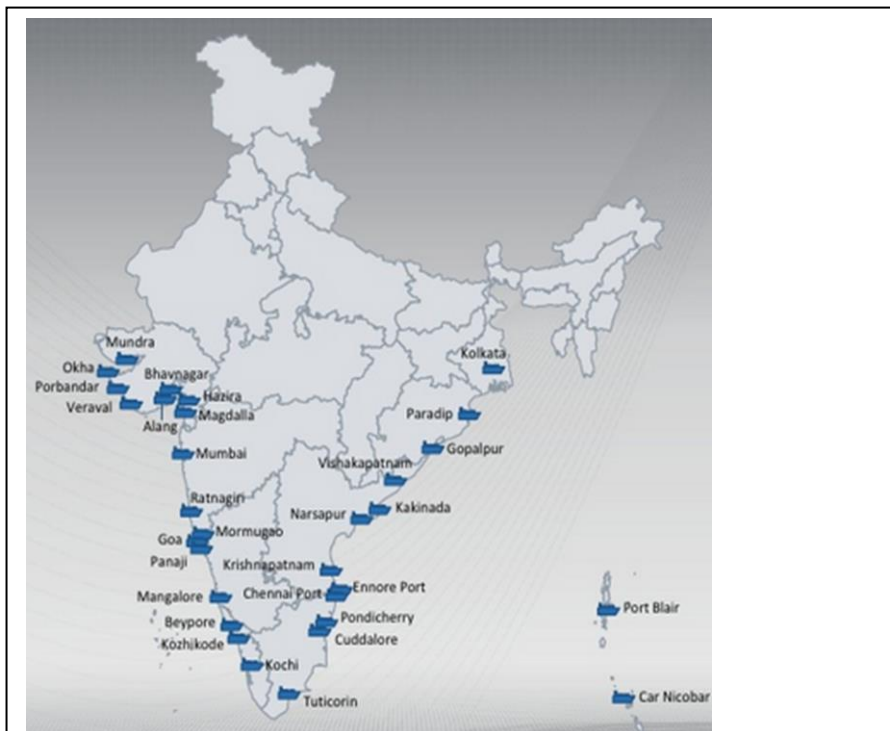 Mundra
Kolkata
Okha
Bhavnagar
Porbandar
Hazira
Veraval
Magdalla
Paradip
Alang
Gopalpur
Mumbai
Vishakapatnam
Ratnagiri
Kakinada
Narsapur
Mormugao
Goa
Panaji
Krishnapatnam
Ennore Port
Chennai Port
Mangalore
Port Blair
Pondicherry
Beypore
Cuddalore
Kozhikode
Kochi
Car Nicobar
Tuticorin